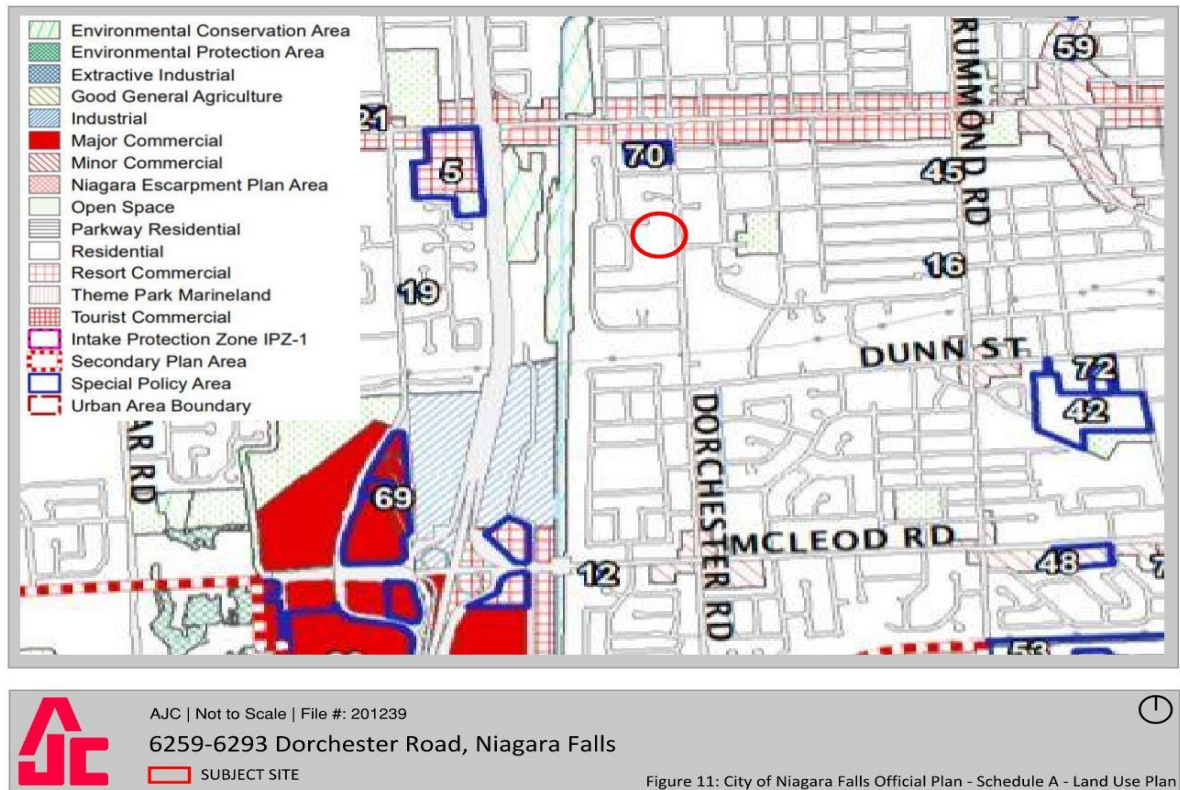 Environmental Conservation Area
Environmental Protection Area
Extractive Industrial
Good General Agriculture
Industrial
Major Commercial
Minor Commercial
Niagara Escarpment Plan Area
Open Space
Parkway Residential
Residential
Resort Commercial
Theme Park Marineland
Tourist Commercial
Intake Protection Zone IPZ-1
Secondary Plan Area
Special Policy Area
Urban Area Boundary
59
RUMMOND RD
21
5
70
45
19
16
DUNN ST
72
42
AR RD
69
DORCHESTER RD
MCLEOD RD
12
48
7
53
AJC
AJC | Not to Scale | File #: 201239
6259-6293 Dorchester Road, Niagara Falls
SUBJECT SITE
Figure 11: City of Niagara Falls Official Plan - Schedule A - Land Use Plan